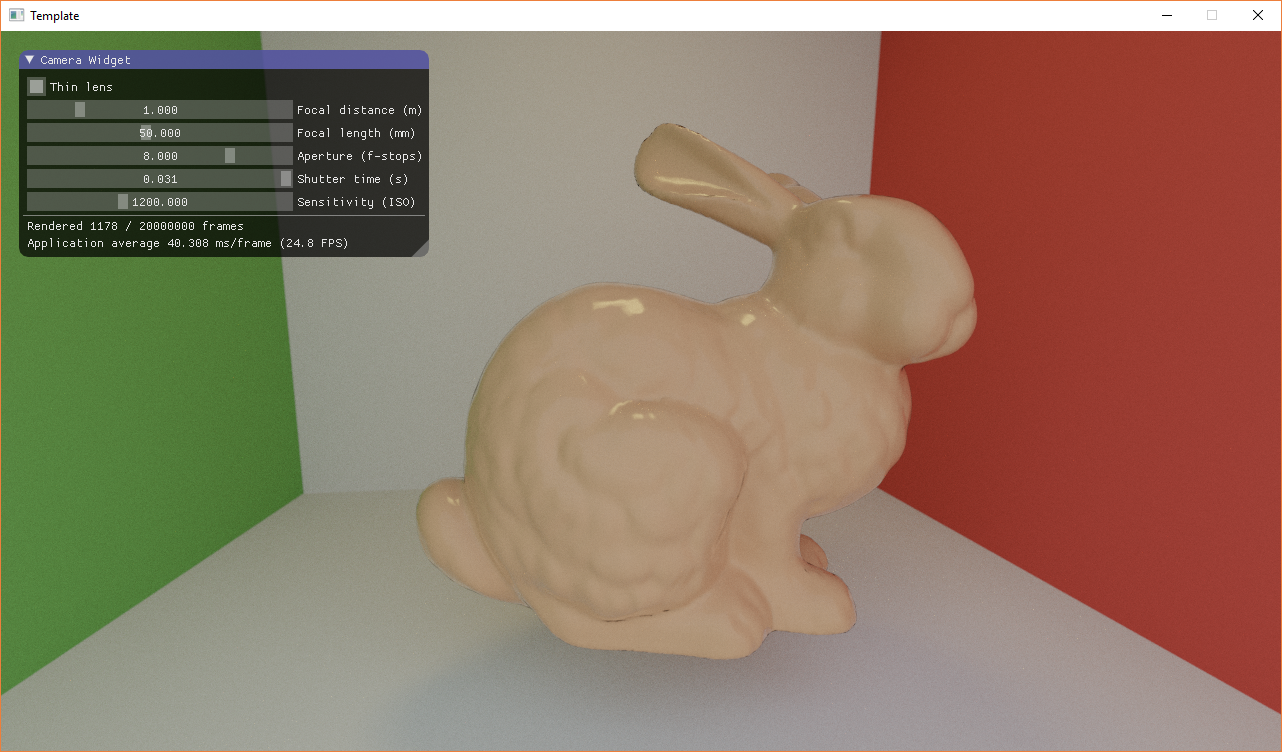 Template
Camera Widget
Thin lens
1.000 Focal distance (m)
50.000 Focal length (mm)
8.000 Aperture (f-stops)
0.031 Shutter time (s)
1200.000 Sensitivity (ISO)
Rendered 1178 / 20000000 frames
Application average 40.308 ms/frame (24.8 FPS)